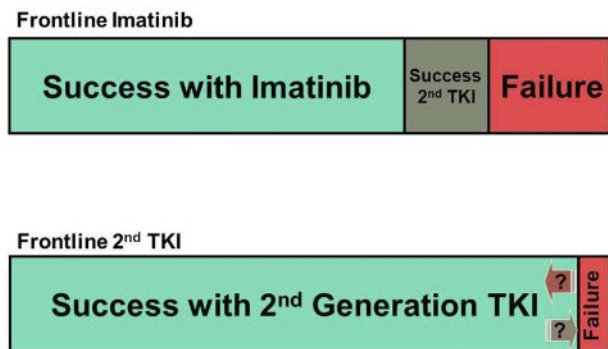 Frontline Imatinib
Success with Imatinib
Success
2nd TKI
Failure
Frontline 2nd TKI
Success with 2nd Generation TKI
?
?
Failure